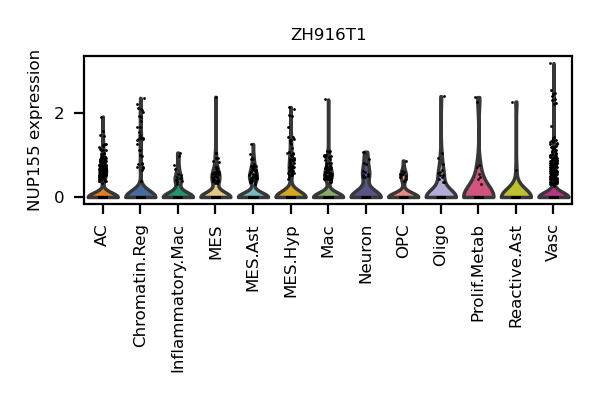 ZH916T1
NUP155 expression
2
0
AC
Chromatin.Reg
Inflammatory.Mac
MES
MES.Ast
MES.Hyp
Mac
Neuron
OPC
Oligo
Prolif.Metab
Reactive.Ast
Vasc